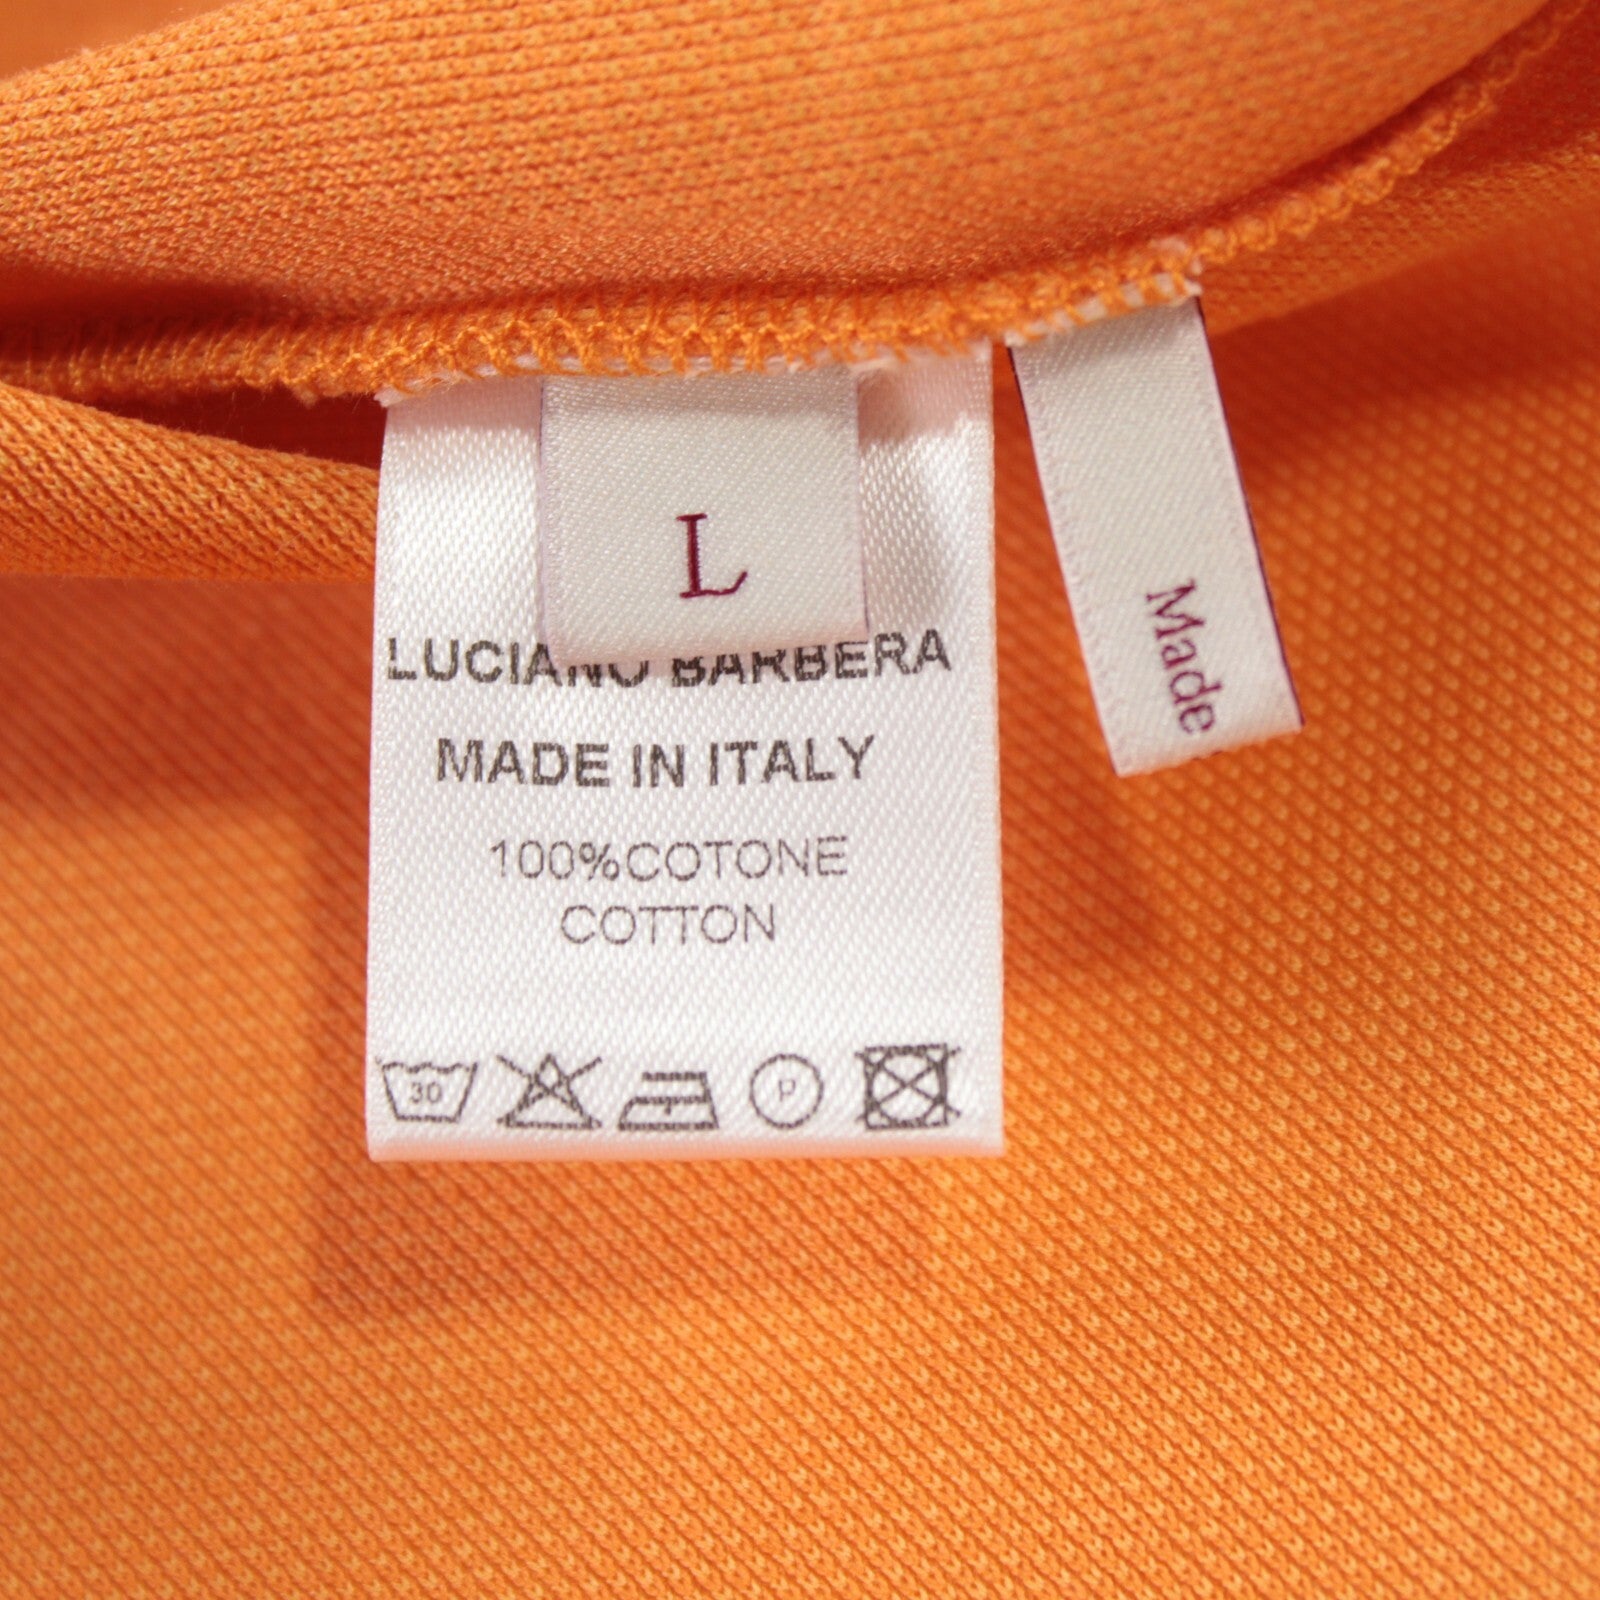 L
LUCIANO BARBERA
MADE IN ITALY
100%COTONE
COTTON
30
P
Made